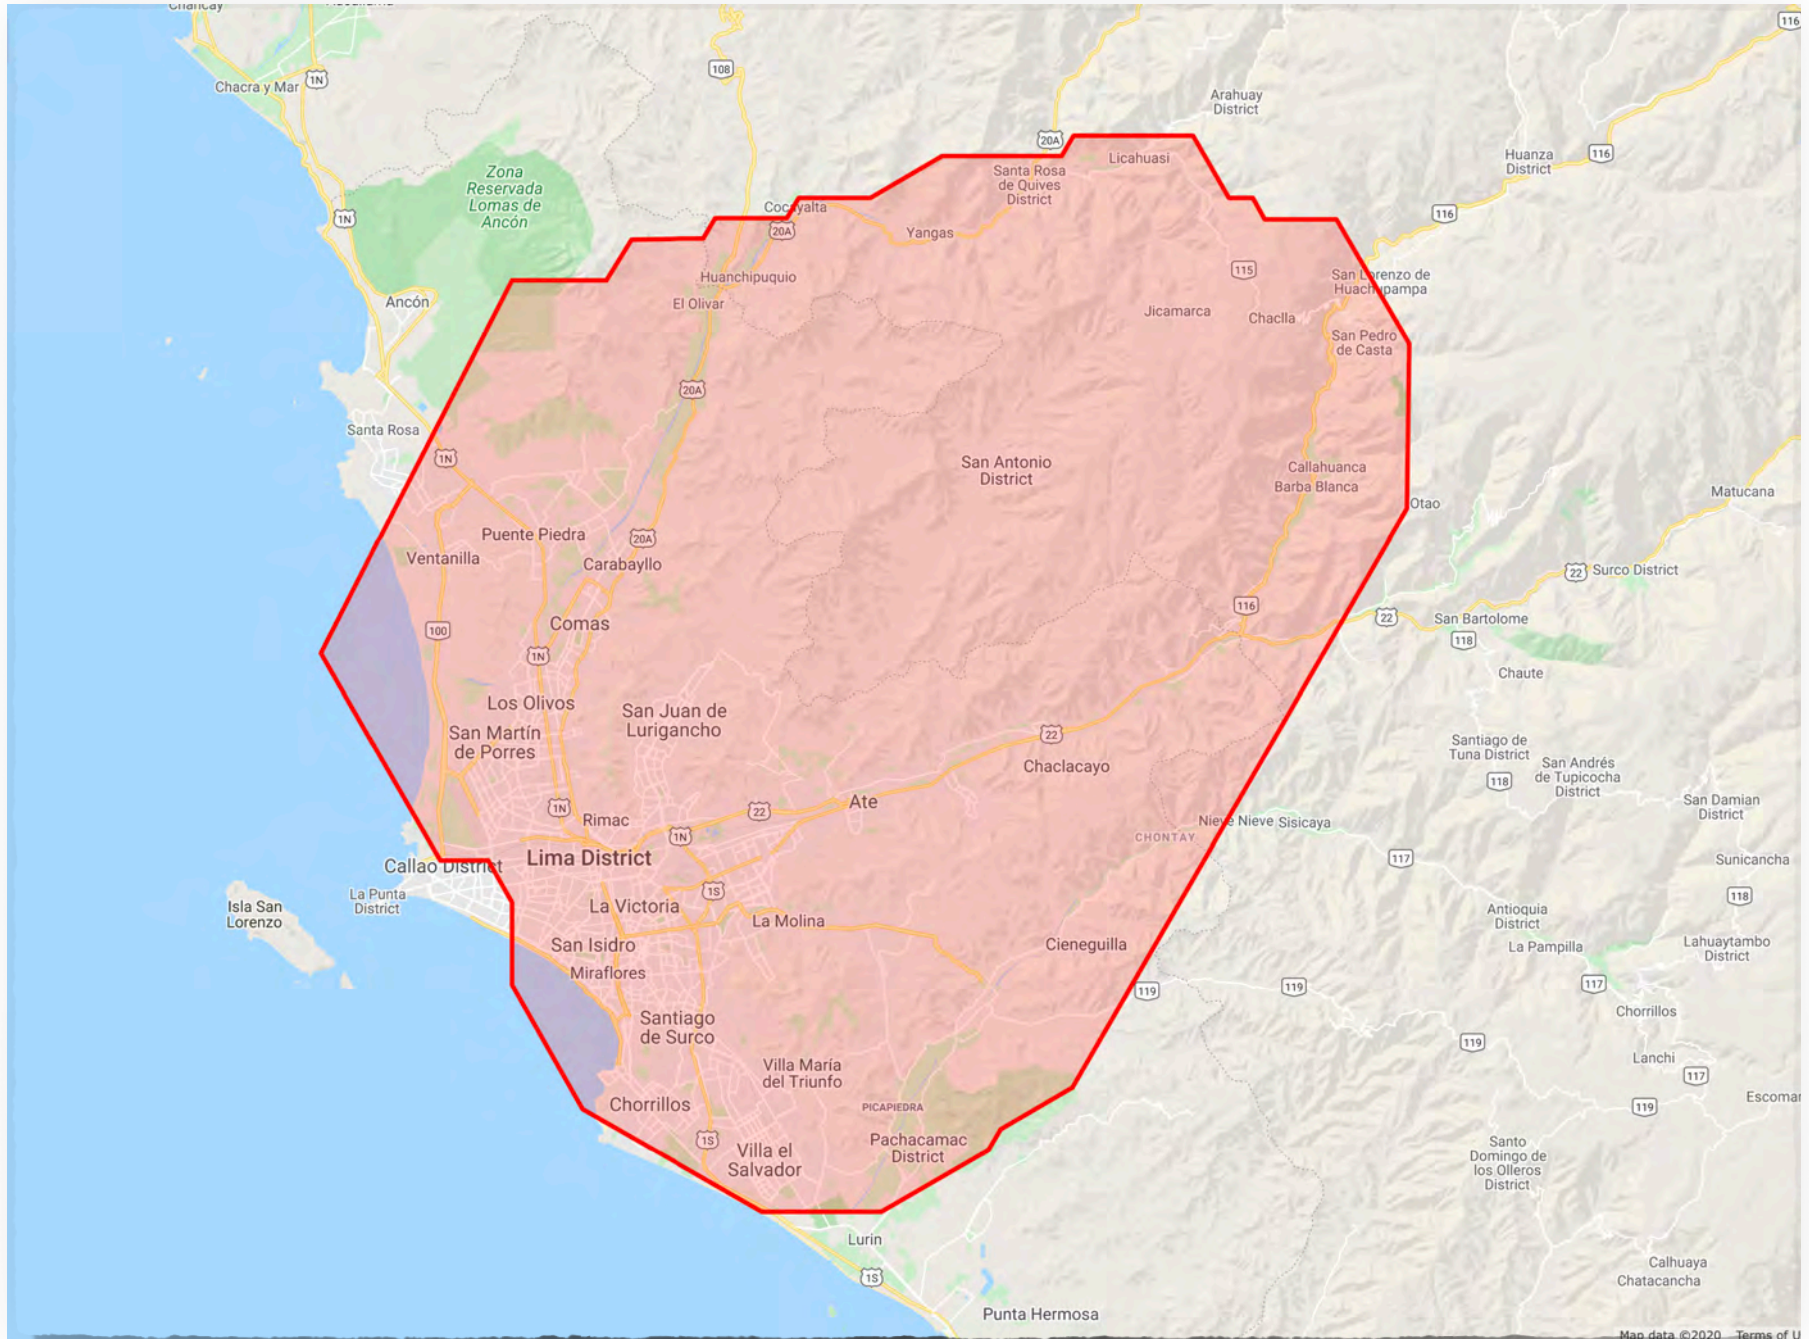 Chancay
Chacra y Mar
1N
108
116
Arahuay
District
20A
Licahuasi
Huanza
District
116
Zona
Reservada
Lomas de
Ancón
Santa Rosa
de Quives
District
1N
Cocayalta
20A
Yangas
116
Huanchipuquio
El Olivar
Ancón
115
San Lorenzo de
Huachupampa
Jicamarca
Chaclla
San Pedro
de Casta
20A
Santa Rosa
1N
San Antonio
District
Callahuanca
Barba Blanca
Otao
Matucana
Puente Piedra
20A
Ventanilla
Carabayllo
22
Surco District
116
22
San Bartolome
118
100
Comas
1N
Chaute
Los Olivos
San Juan de
Lurigancho
San Martín
de Porres
22
Chaclacayo
Santiago de
Tuna District
118
San Andrés
de Tupicocha
District
1N
Rimac
22
Ate
1N
San Damian
District
Nieve Nieve
Sisicaya
CHONTAY
117
Lima District
Callao District
Sunicancha
La Punta
District
1S
118
Isla San
Lorenzo
La Victoria
La Molina
Antioquia
District
La Pampilla
Lahuaytambo
District
San Isidro
Miraflores
Cieneguilla
119
119
117
Chorrillos
Santiago
de Surco
119
Lanchi
117
Villa María
del Triunfo
Escomar
Chorrillos
PICAPIEDRA
119
1S
Villa el
Salvador
Pachacamac
District
Santo
Domingo de
los Olleros
District
Lurin
1S
Calhuaya
Chatacancha
Punta Hermosa
Map data ©2020
Terms of U